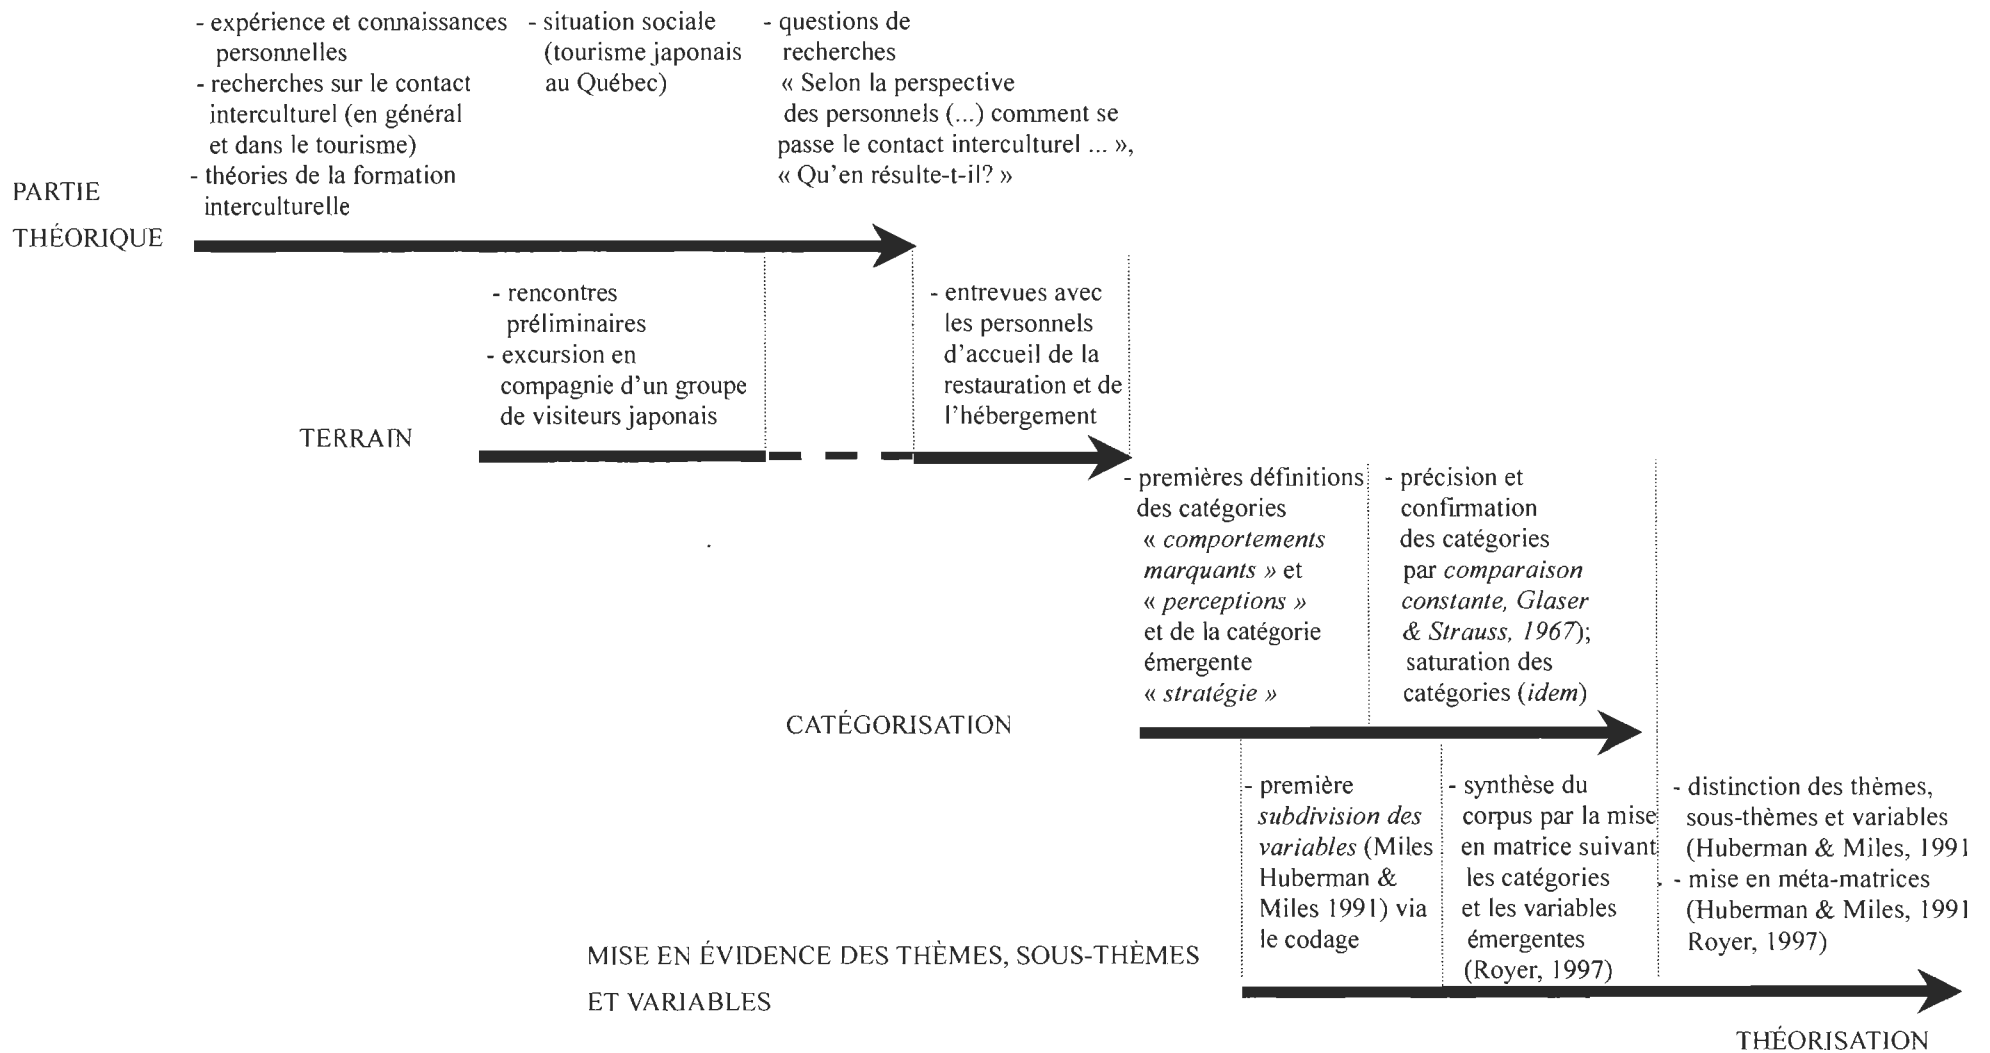 - expérience et connaissances
personnelles
- recherches sur le contact
interculturel (en général
et dans le tourisme)
- théories de la formation
interculturelle
- situation sociale
(tourisme japonais
au Québec)
- questions de
recherches
« Selon la perspective
des personnels (...) comment se
passe le contact interculturel ... »,
« Qu'en résulte-t-il? »
PARTIE
THÉORIQUE
- rencontres
préliminaires
- excursion en
compagnie d'un groupe
de visiteurs japonais
- entrevues avec
les personnels
d'accueil de la
restauration et de
l'hébergement
TERRAIN
- premières définitions
des catégories
« comportements
marquants » et
« perceptions »
et de la catégorie
émergente
« stratégie »
- précision et
confirmation
des catégories
par comparaison
constante, Glaser
& Strauss, 1967);
saturation des
catégories (idem)
CATÉGORISATION
- première
subdivision des
variables (Miles
Huberman &
Miles 1991) via
le codage
- synthèse du
corpus par la mise
en matrice suivant
les catégories
et les variables
émergentes
(Royer, 1997)
- distinction des thèmes,
sous-thèmes et variables
(Huberman & Miles, 1991
- mise en méta-matrices
(Huberman & Miles, 1991
Royer, 1997)
MISE EN ÉVIDENCE DES THÈMES, SOUS-THÈMES
ET VARIABLES
THÉORISATION